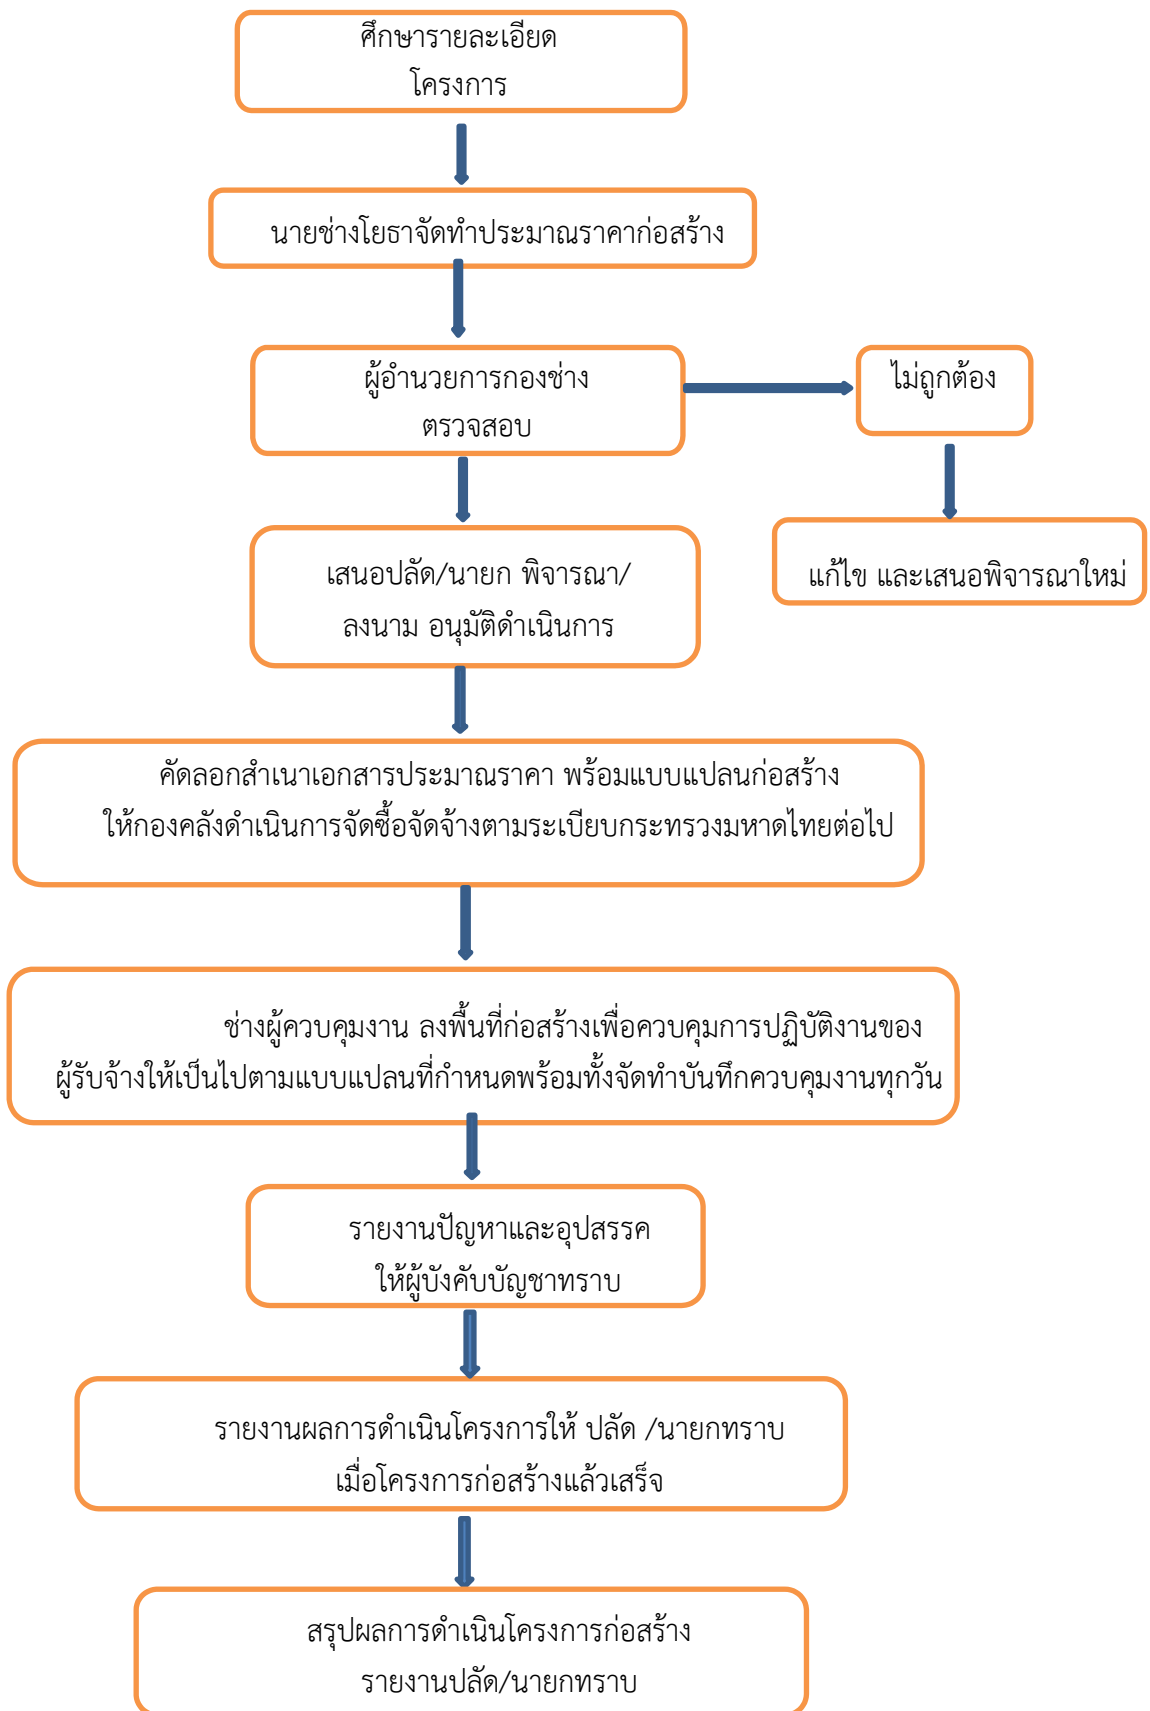 ศึกษารายละเอียด
โครงการ
นายช่างโยธาจัดทำประมาณราคาก่อสร้าง
ผู้อำนวยการกองช่าง
ตรวจสอบ
ไม่ถูกต้อง
เสนอปลัด/นายก พิจารณา/
ลงนาม อนุมัติดำเนินการ
แก้ไข และเสนอพิจารณาใหม่
คัดลอกสำเนาเอกสารประมาณราคา พร้อมแบบแปลนก่อสร้าง
ให้กองคลังดำเนินการจัดซื้อจัดจ้างตามระเบียบกระทรวงมหาดไทยต่อไป
ช่างผู้ควบคุมงาน ลงพื้นที่ก่อสร้างเพื่อควบคุมการปฏิบัติงานของ
ผู้รับจ้างให้เป็นไปตามแบบแปลนที่กำหนดพร้อมทั้งจัดทำบันทึกควบคุมงานทุกวัน
รายงานปัญหาและอุปสรรค
ให้ผู้บังคับบัญชาทราบ
รายงานผลการดำเนินโครงการให้ ปลัด /นายกทราบ
เมื่อโครงการก่อสร้างแล้วเสร็จ
สรุปผลการดำเนินโครงการก่อสร้าง
รายงานปลัด/นายกทราบ